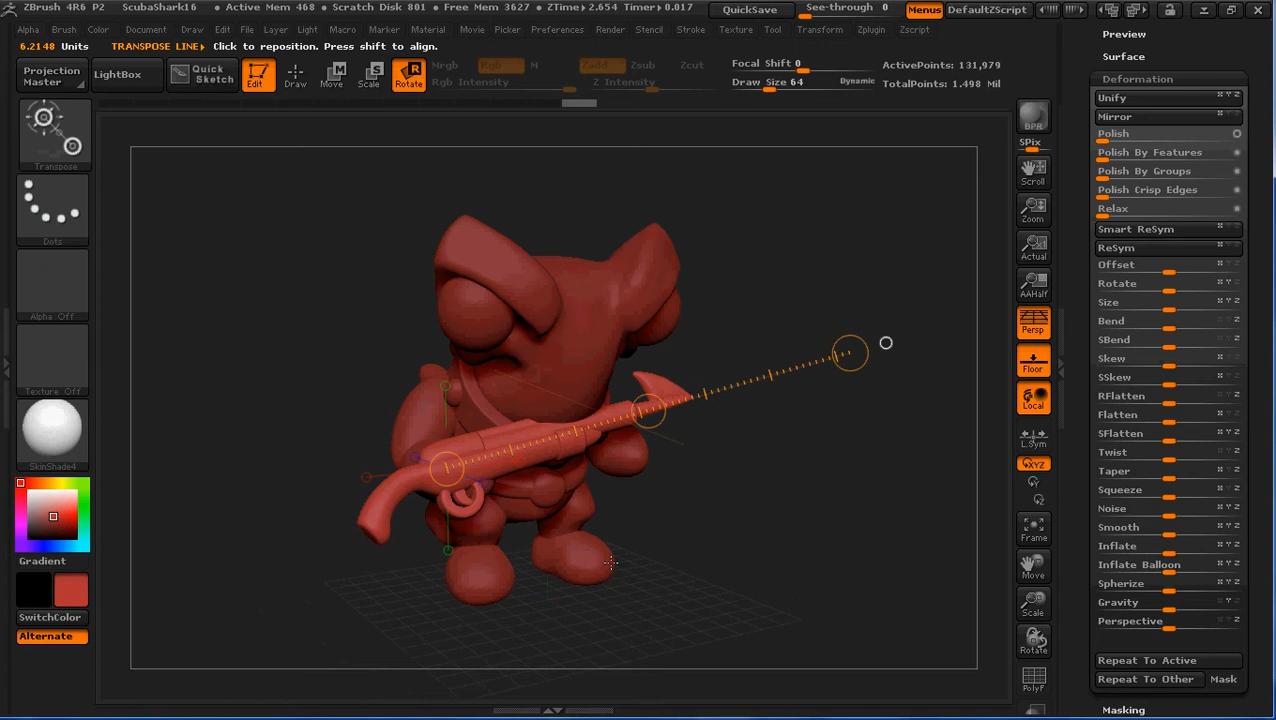 ZBrush 4R6 P2 ScubaShark16 • Active Mem 468 • Scratch Disk 801 • Free Mem 3627 • ZTime▶2.654 Timer▶0.017 QuickSave See-through 0 Menus DefaultZScript
Alpha Brush Color Document Draw Edit File Layer Light Macro Marker Material Movie Picker Preferences Render Stencil Stroke Texture Tool Transform Zplugin Zscript
6.2148 Units TRANSPOSE LINE▶ Click to reposition. Press shift to align.
Projection Master
LightBox
Quick Sketch
Edit
Draw
Move
Scale
Rotate
Mrgb Rgb M
Rgb Intensity
Zadd Zsub Zcut
Z Intensity
Focal Shift 0
Draw Size 64 Dynamic
ActivePoints: 131,979
TotalPoints: 1.498 Mil
Transpose
Dots
Alpha Off
Texture Off
SkinShade4
Gradient
SwitchColor
Alternate
BPR
SPix
Scroll
Zoom
Actual
AAHalf
Persp
Floor
Local
L.Sym
XYZ
Y
Z
Frame
Move
Scale
Rotate
PolyF
Preview
Surface
Deformation
Unify X Y Z
Mirror X Y Z
Polish
Polish By Features
Polish By Groups
Polish Crisp Edges
Relax
Smart ReSym X Y Z
ReSym X Y Z
Offset X Y Z
Rotate X Y Z
Size X Y Z
Bend X Y Z
SBend X Y Z
Skew X Y Z
SSkew X Y Z
RFlatten X Y Z
Flatten X Y Z
SFlatten X Y Z
Twist X Y Z
Taper X Y Z
Squeeze X Y Z
Noise X Y Z
Smooth X Y Z
Inflate X Y Z
Inflate Balloon X Y Z
Spherize X Y Z
Gravity X Y Z
Perspective X Y Z
Repeat To Active
Repeat To Other Mask
Masking